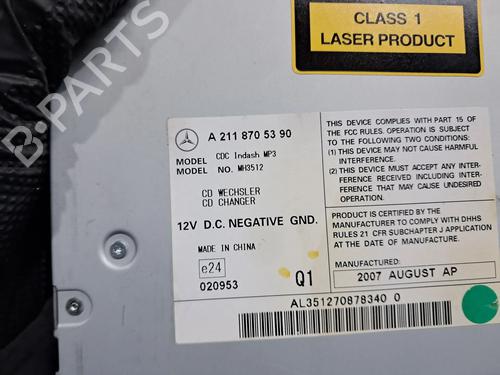 CLASS 1
LASER PRODUCT
A 211 870 53 90
MODEL CDC Indash MP3
MODEL NO. MH3512
CD WECHSLER
CD CHANGER
12V D.C. NEGATIVE GND.
MADE IN CHINA
e24
020953
Q1
THIS DEVICE COMPLIES WITH PART 15 OF
THE FCC RULES. OPERATION IS SUBJECT
TO THE FOLLOWING TWO CONDITIONS:
(1) THIS DEVICE MAY NOT CAUSE HARMFUL
INTERFERENCE
(2) THIS DEVICE MUST ACCEPT ANY INTER-
FERENCE RECEIVED, INCLUDING INTER-
FERENCE THAT MAY CAUSE UNDESIRED
OPERATION.
PRODUCT IS CERTIFIED BY THE
MANUFACTURER TO COMPLY WITH DHHS
RULES 21 CFR SUBCHAPTER J APPLICATION
AT THE DATE OF MANUFACTURE.
MANUFACTURED:
2007 AUGUST AP
AL351270878340 0
B-PARTS